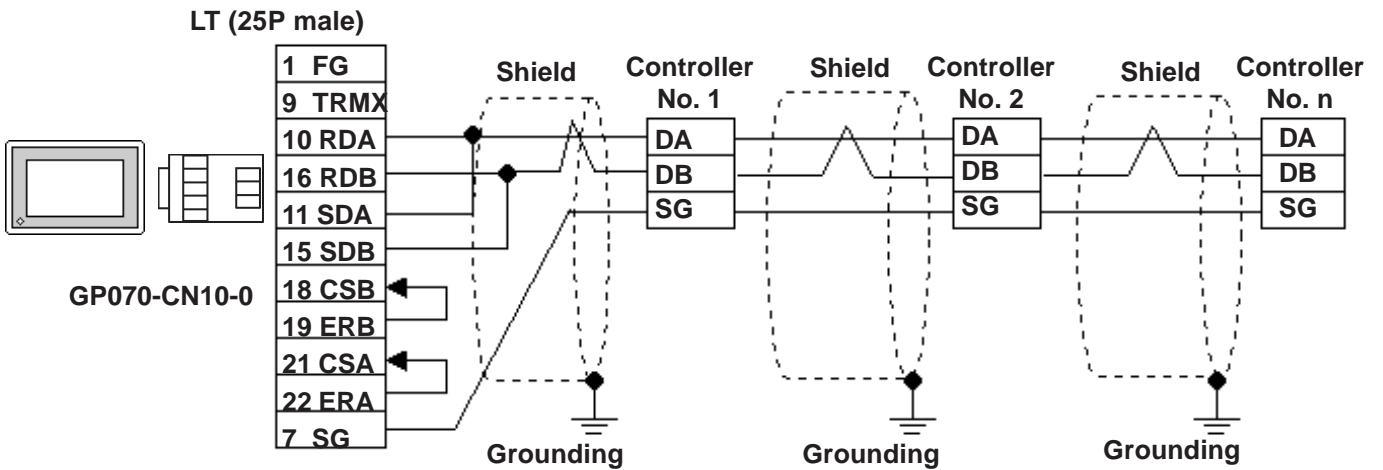 LT (25P male)
1 FG
9 TRMX
10 RDA
16 RDB
11 SDA
15 SDB
18 CSB
19 ERB
21 CSA
22 ERA
7 SG
GP070-CN10-0
Shield
Grounding
Controller
No. 1
DA
DB
SG
Shield
Grounding
Controller
No. 2
DA
DB
SG
Shield
Grounding
Controller
No. n
DA
DB
SG